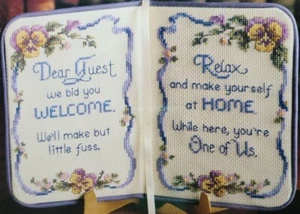 Dear Guest
we bid you
WELCOME.
We'll make but
little fuss.
Relax
and make yourself
at HOME.
While here, you're
One of Us.